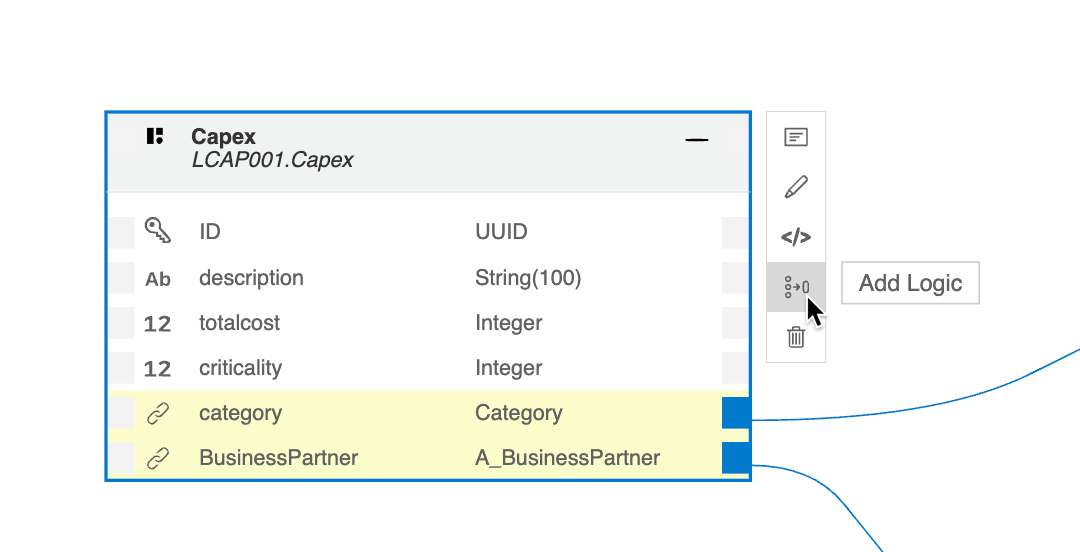 Capex
LCAP001.Capex
ID UUID
Ab description String(100)
12 totalcost Integer
12 criticality Integer
category Category
BusinessPartner A_BusinessPartner
</>
Add Logic